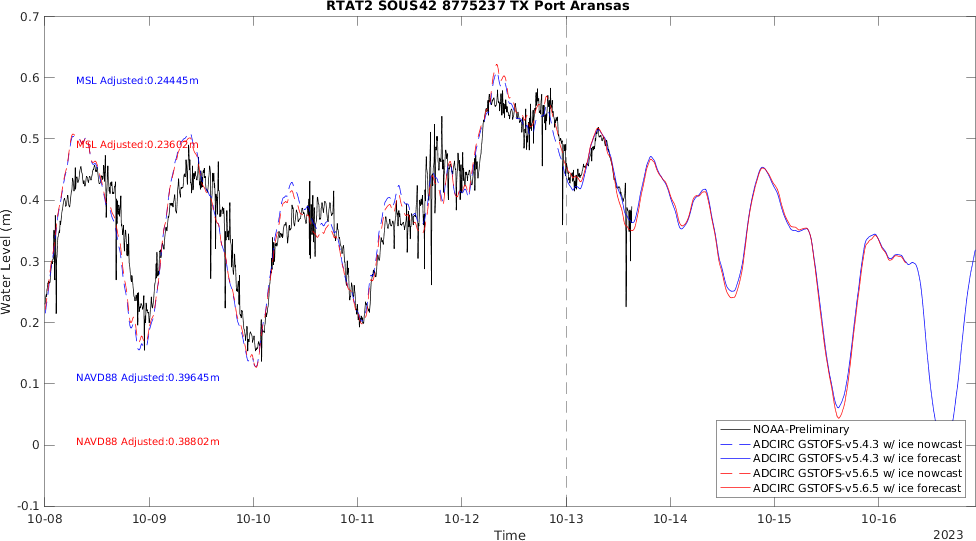 RTAT2 SOUS42 8775237 TX Port Aransas
0.7
0.6
0.5
0.4
0.3
0.2
0.1
0
-0.1
Water Level (m)
MSL Adjusted:0.24445m
MSL Adjusted:0.23602m
NAVD88 Adjusted:0.39645m
NAVD88 Adjusted:0.38802m
NOAA-Preliminary
ADCIRC GSTOFS-v5.4.3 w/ ice nowcast
ADCIRC GSTOFS-v5.4.3 w/ ice forecast
ADCIRC GSTOFS-v5.6.5 w/ ice nowcast
ADCIRC GSTOFS-v5.6.5 w/ ice forecast
10-08 10-09 10-10 10-11 10-12 10-13 10-14 10-15 10-16
Time
2023